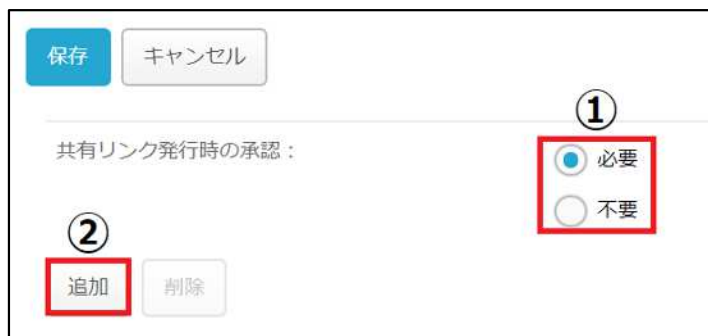 保存 キャンセル
①
共有リンク発行時の承認：
必要
不要
②
追加 削除